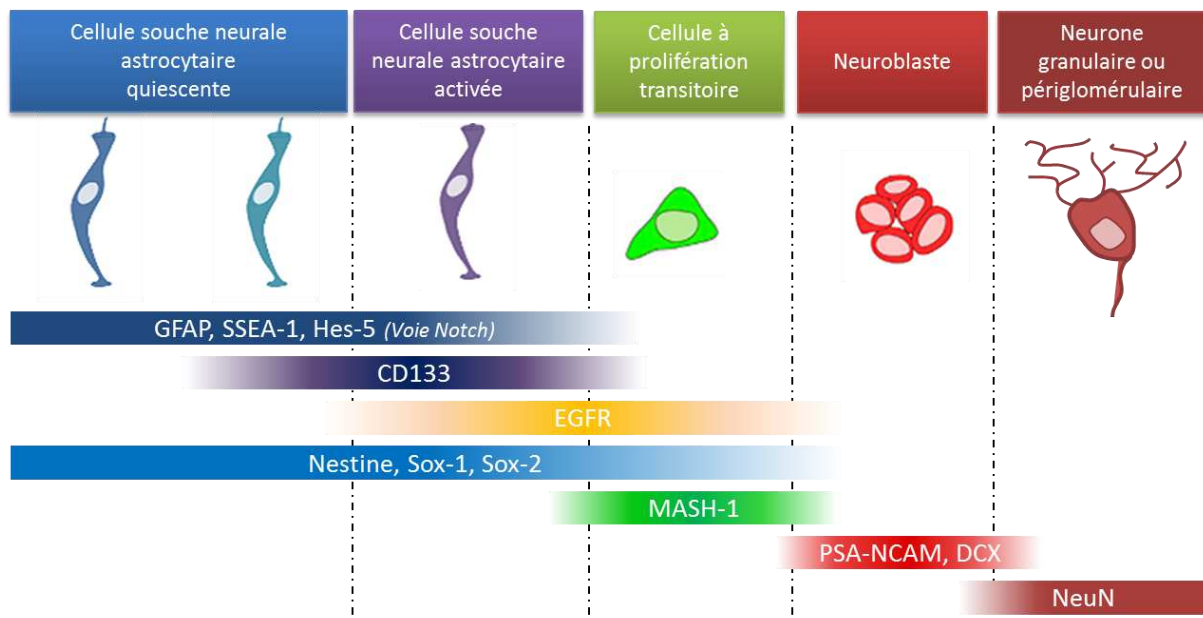 Cellule souche neurale
astrocytaire
quiescente
Cellule souche
neurale astrocytaire
activée
Cellule à
prolifération
transitoire
Neuroblaste
Neurone
granulaire ou
périglomérulaire
GFAP, SSEA-1, Hes-5 (Voie Notch)
CD133
EGFR
Nestine, Sox-1, Sox-2
MASH-1
PSA-NCAM, DCX
NeuN